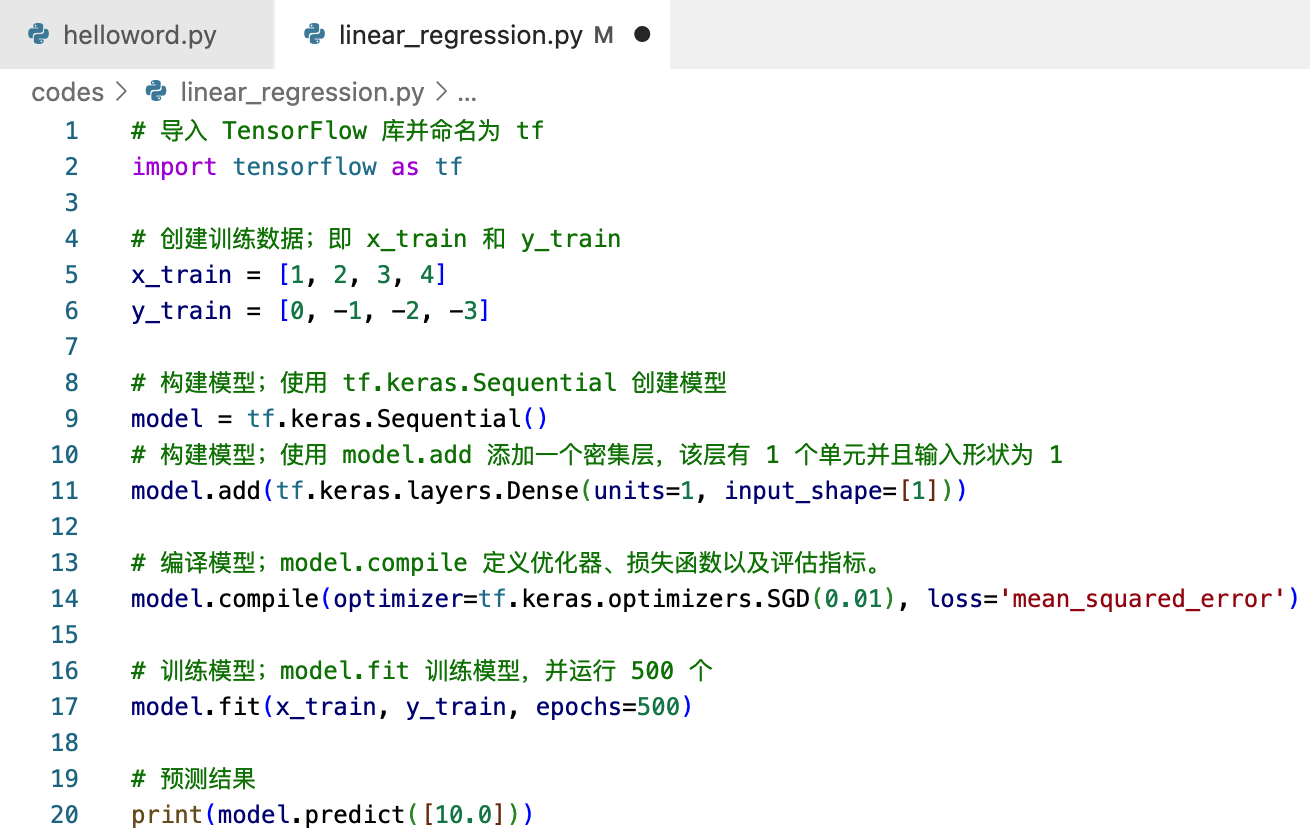 helloword.py
linear_regression.py M
codes > linear_regression.py > ...
1 # 导入 TensorFlow 库并命名为 tf
2 import tensorflow as tf
3
4 # 创建训练数据；即 x_train 和 y_train
5 x_train = [1, 2, 3, 4]
6 y_train = [0, -1, -2, -3]
7
8 # 构建模型；使用 tf.keras.Sequential 创建模型
9 model = tf.keras.Sequential()
10 # 构建模型；使用 model.add 添加一个密集层，该层有 1 个单元并且输入形状为 1
11 model.add(tf.keras.layers.Dense(units=1, input_shape=[1]))
12
13 # 编译模型；model.compile 定义优化器、损失函数以及评估指标。
14 model.compile(optimizer=tf.keras.optimizers.SGD(0.01), loss='mean_squared_error')
15
16 # 训练模型；model.fit 训练模型，并运行 500 个
17 model.fit(x_train, y_train, epochs=500)
18
19 # 预测结果
20 print(model.predict([10.0]))